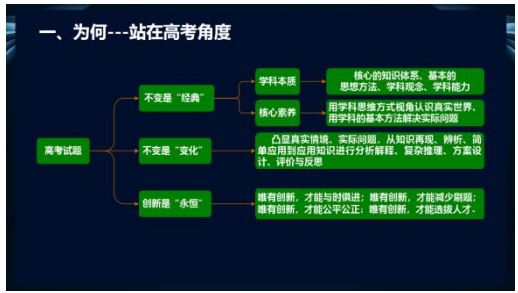 一、为何---站在高考角度
高考试题
不变是“经典”
学科本质
核心的知识体系、基本的
思想方法、学科观念、学科能力
核心素养
用学科思维方式视角认识真实世界、
用学科的基本方法解决实际问题
不变是“变化”
凸显真实情境、实际问题，从知识再现、辨析、简
单应用到应用知识进行分析解释、复杂推理、方案设
计、评价与反思
创新是“永恒”
唯有创新，才能与时俱进；唯有创新，才能减少刷题；
唯有创新，才能公平公正；唯有创新，才能选拔人才。